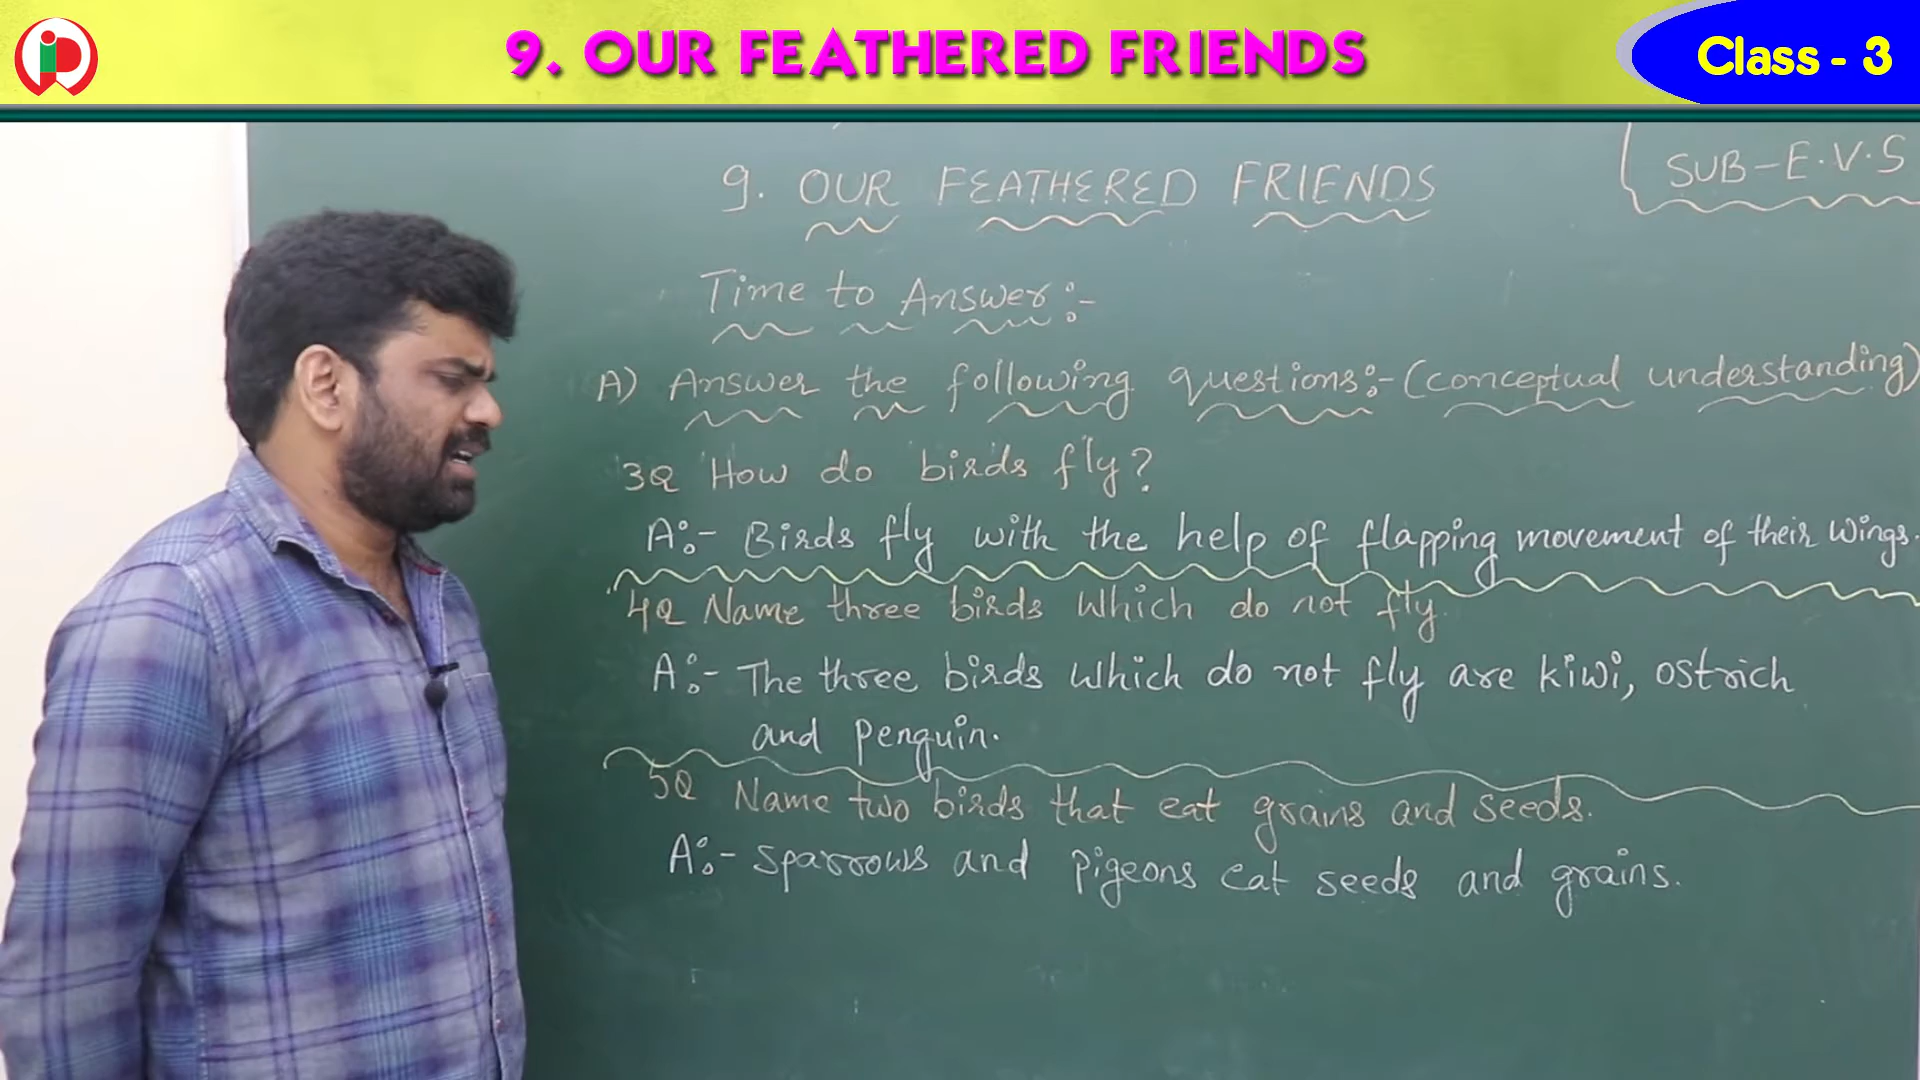 9. OUR FEATHERED FRIENDS
Class - 3
9. OUR FEATHERED FRIENDS
SUB-E.V.S
Time to Answer:-
A) Answer the following questions:- (conceptual understanding)
3Q How do birds fly?
A:- Birds fly with the help of flapping movement of their wings.
4Q Name three birds which do not fly.
A:- The three birds which do not fly are kiwi, ostrich
and penguin.
5Q Name two birds that eat grains and seeds.
A:- sparrows and pigeons eat seeds and grains.